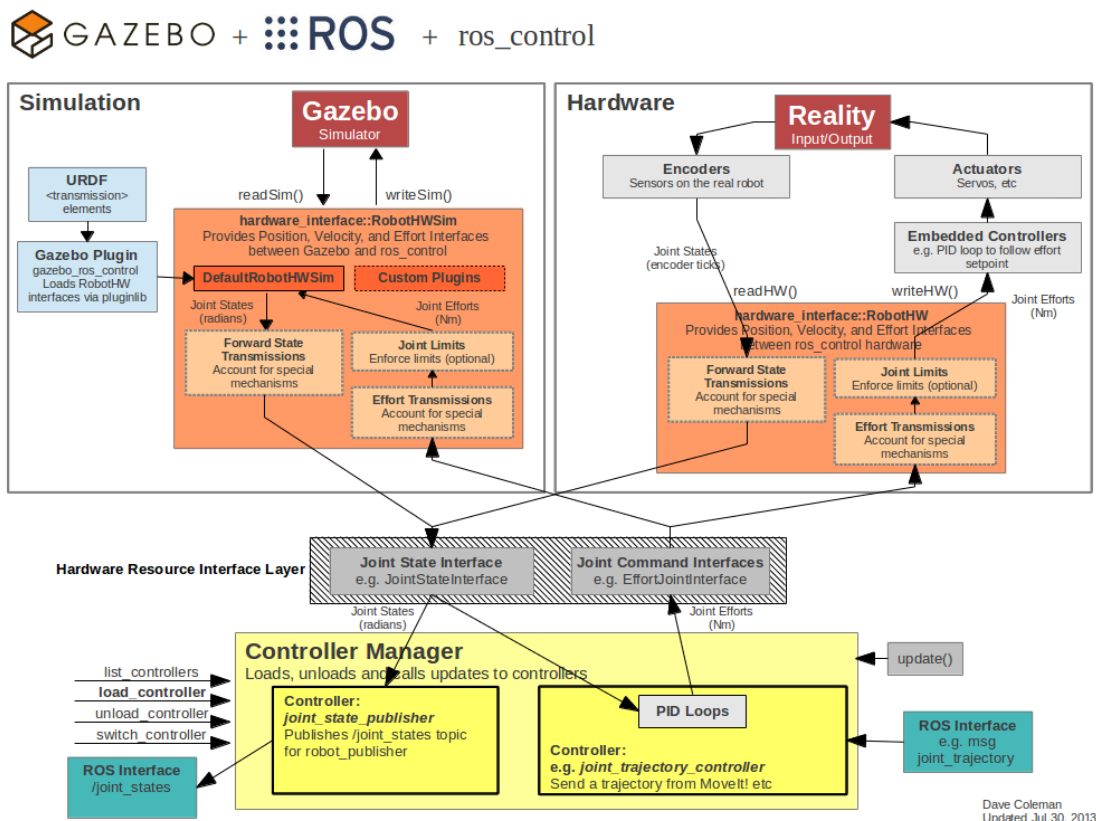 GAZEBO + ROS + ros_control
Simulation
Gazebo
Simulator
readSim()
writeSim()
URDF
<transmission>
elements
Gazebo Plugin
gazebo_ros_control
Loads RobotHW
interfaces via pluginlib
hardware_interface::RobotHWSim
Provides Position, Velocity, and Effort Interfaces
between Gazebo and ros_control
DefaultRobotHWSim
Custom Plugins
Joint States
(radians)
Joint Efforts
(Nm)
Forward State
Transmissions
Account for special
mechanisms
Joint Limits
Enforce limits (optional)
Effort Transmissions
Account for special
mechanisms
Hardware
Reality
Input/Output
Encoders
Sensors on the real robot
Actuators
Servos, etc
Embedded Controllers
e.g. PID loop to follow effort
setpoint
Joint States
(encoder ticks)
readHW()
writeHW()
Joint Efforts
(Nm)
hardware_interface::RobotHW
Provides Position, Velocity, and Effort Interfaces
between ros_control hardware
Forward State
Transmissions
Account for special
mechanisms
Joint Limits
Enforce limits (optional)
Effort Transmissions
Account for special
mechanisms
Hardware Resource Interface Layer
Joint State Interface
e.g. JointStateInterface
Joint Command Interfaces
e.g. EffortJointInterface
Joint States
(radians)
Joint Efforts
(Nm)
Controller Manager
Loads, unloads and calls updates to controllers
update()
list_controllers
load_controller
unload_controller
switch_controller
Controller:
joint_state_publisher
Publishes /joint_states topic
for robot_publisher
PID Loops
Controller:
e.g. joint_trajectory_controller
Send a trajectory from MoveIt! etc
ROS Interface
/joint_states
ROS Interface
e.g. msg
joint_trajectory
Dave Coleman
Updated Jul 30, 2013